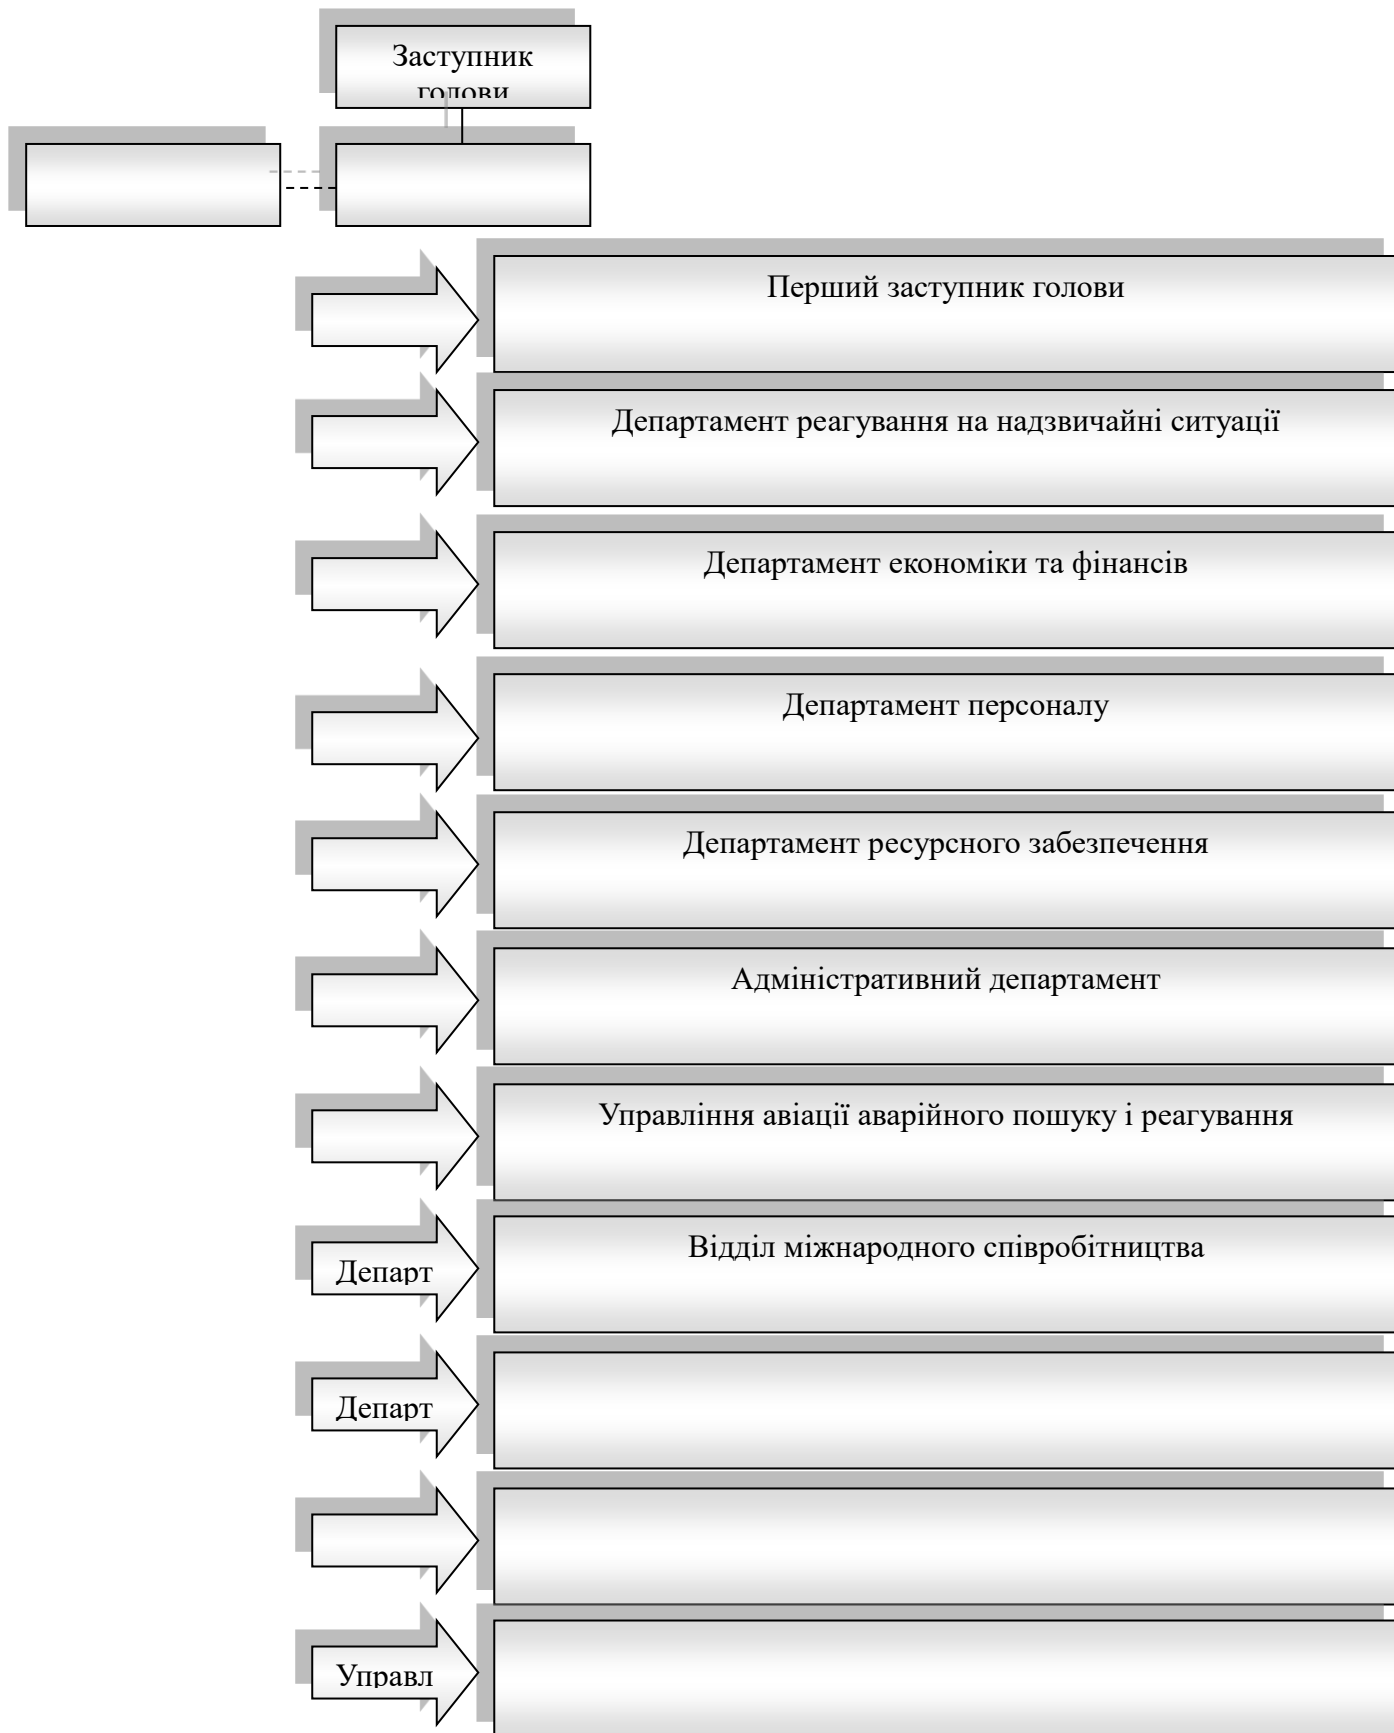 Заступник
голови
Перший заступник голови
Департамент реагування на надзвичайні ситуації
Департамент економіки та фінансів
Департамент персоналу
Департамент ресурсного забезпечення
Адміністративний департамент
Управління авіації аварійного пошуку і реагування
Департ
Відділ міжнародного співробітництва
Департ
Управл